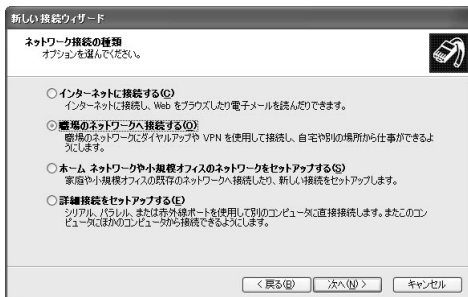 新しい接続ウィザード
ネットワーク接続の種類
オプションを選んでください。
インターネットに接続する(C)
インターネットに接続し、Web をブラウズしたり電子メールを読んだりできます。
職場のネットワークへ接続する(O)
職場のネットワークにダイヤルアップや VPN を使用して接続し、自宅や別の場所から仕事ができるよ
うにします。
ホーム ネットワークや小規模オフィスのネットワークをセットアップする(S)
家庭や小規模オフィスの既存のネットワークへ接続したり、新しい接続をセットアップします。
詳細接続をセットアップする(E)
シリアル、パラレル、または赤外線ポートを使用して別のコンピュータに直接接続します。またこのコン
ピュータにほかのコンピュータから接続できるようにします。
< 戻る(B) 次へ(N) > キャンセル